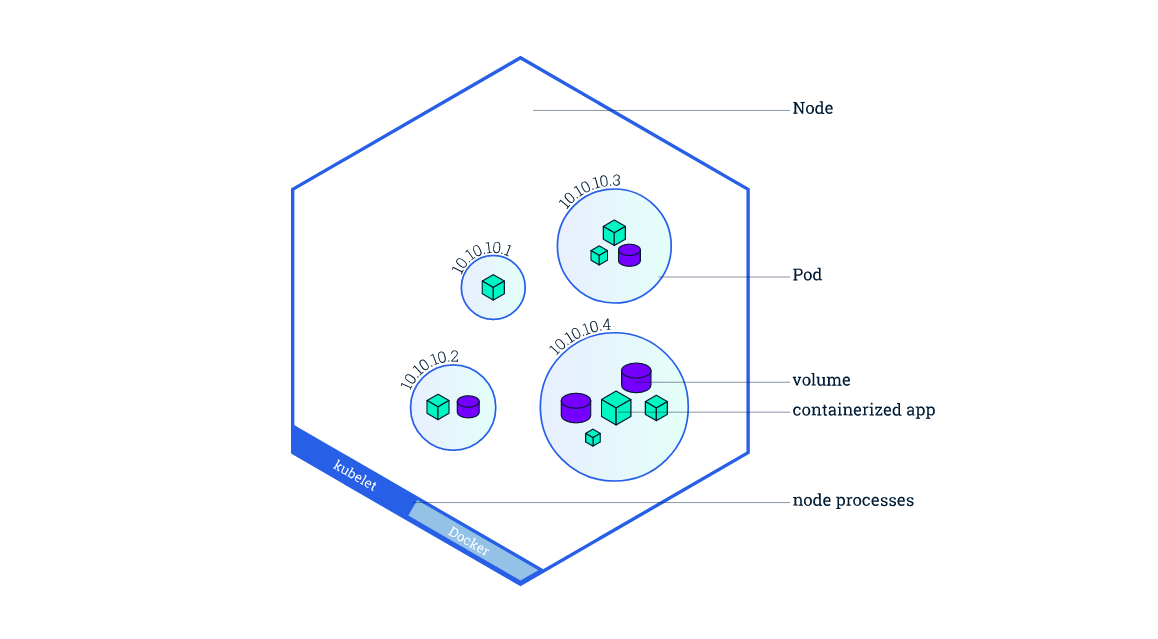 Node
10.10.10.3
10.10.10.1
Pod
10.10.10.4
10.10.10.2
volume
containerized app
kubelet
node processes
Docker